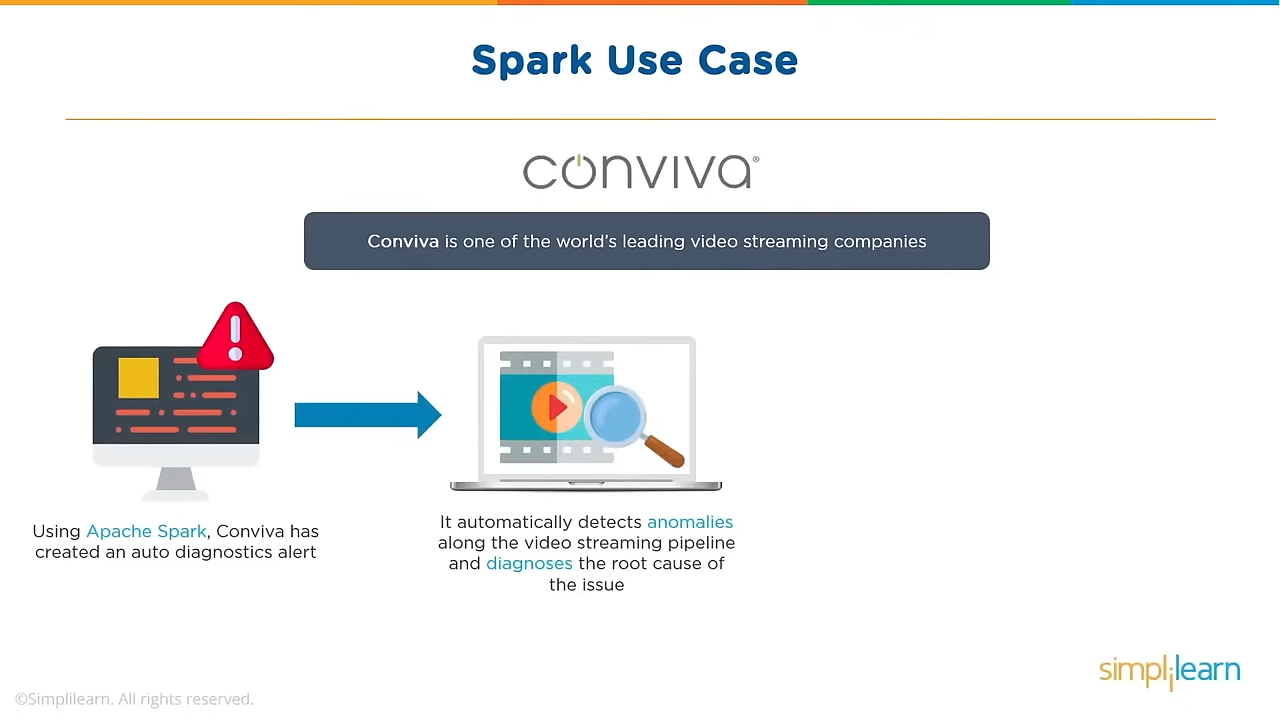 Spark Use Case
conviva®
Conviva is one of the world's leading video streaming companies
Using Apache Spark, Conviva has
created an auto diagnostics alert
It automatically detects anomalies
along the video streaming pipeline
and diagnoses the root cause of
the issue
simplilearn
©Simplilearn. All rights reserved.